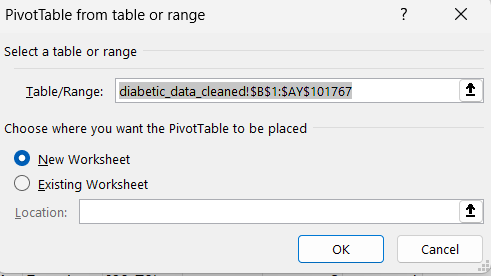 PivotTable from table or range ? ×
Select a table or range
Table/Range: diabetic_data_cleaned!$B$1:$AY$101767
Choose where you want the PivotTable to be placed
New Worksheet
Existing Worksheet
Location:
OK Cancel